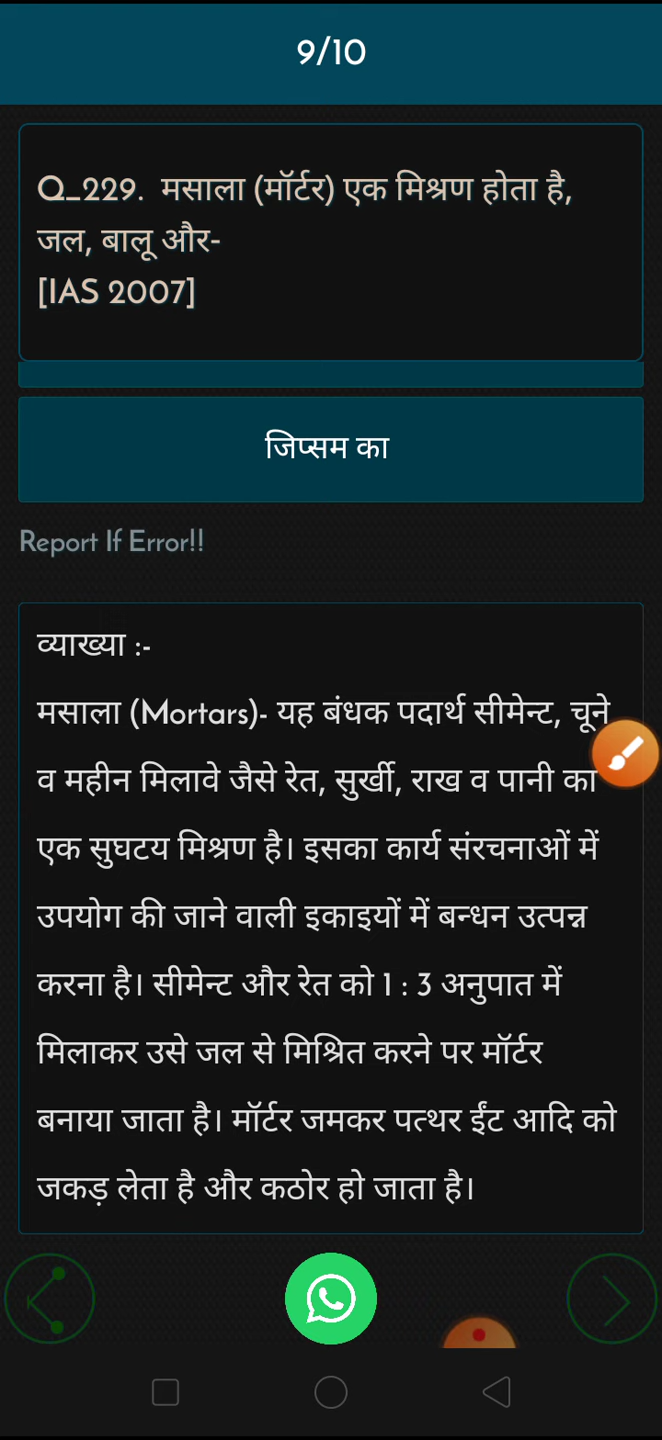 9/10
Q_229. मसाला (मॉर्टर) एक मिश्रण होता है,
जल, बालू और-
[IAS 2007]
जिप्सम का
Report If Error!!
व्याख्या :-
मसाला (Mortars)- यह बंधक पदार्थ सीमेन्ट, चूने
व महीन मिलावे जैसे रेत, सुर्खी, राख व पानी का
एक सुघटय मिश्रण है। इसका कार्य संरचनाओं में
उपयोग की जाने वाली इकाइयों में बन्धन उत्पन्न
करना है। सीमेन्ट और रेत को 1 : 3 अनुपात में
मिलाकर उसे जल से मिश्रित करने पर मॉर्टर
बनाया जाता है। मॉर्टर जमकर पत्थर ईंट आदि को
जकड़ लेता है और कठोर हो जाता है।